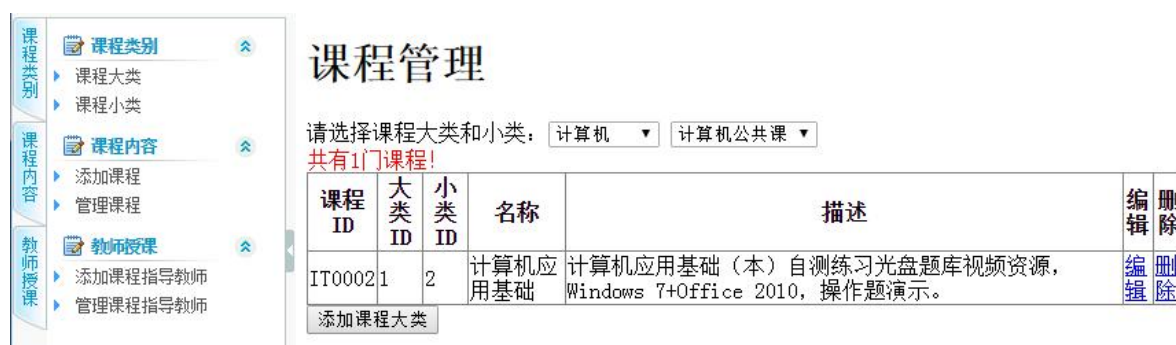 课程类别
课程内容
教师授课
课程类别
课程大类
课程小类
课程内容
添加课程
管理课程
教师授课
添加课程指导教师
管理课程指导教师
课程管理
请选择课程大类和小类: 计算机 计算机公共课
共有1门课程!
课程ID 大类ID 小类ID 名称 描述 编辑 删除
IT0002 1 2 计算机应用基础 计算机应用基础（本）自测练习光盘题库视频资源，
Windows 7+Office 2010, 操作题演示。 编辑 删除
添加课程大类